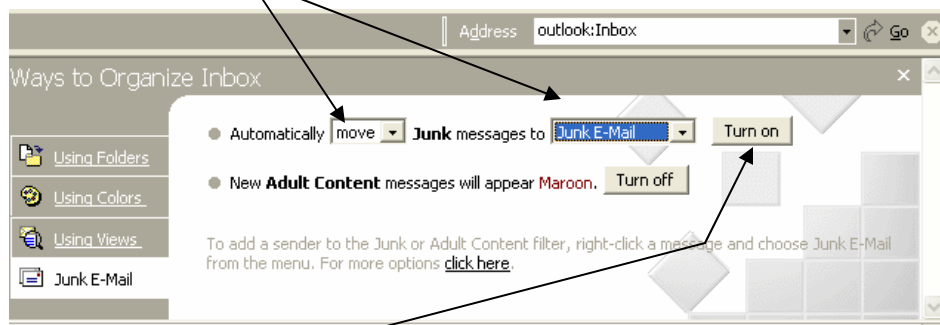 Address outlook:Inbox Go
Ways to Organize Inbox
Using Folders
Using Colors
Using Views
Junk E-Mail
Automatically move Junk messages to Junk E-Mail Turn on
New Adult Content messages will appear Maroon. Turn off
To add a sender to the Junk or Adult Content filter, right-click a message and choose Junk E-Mail
from the menu. For more options click here.